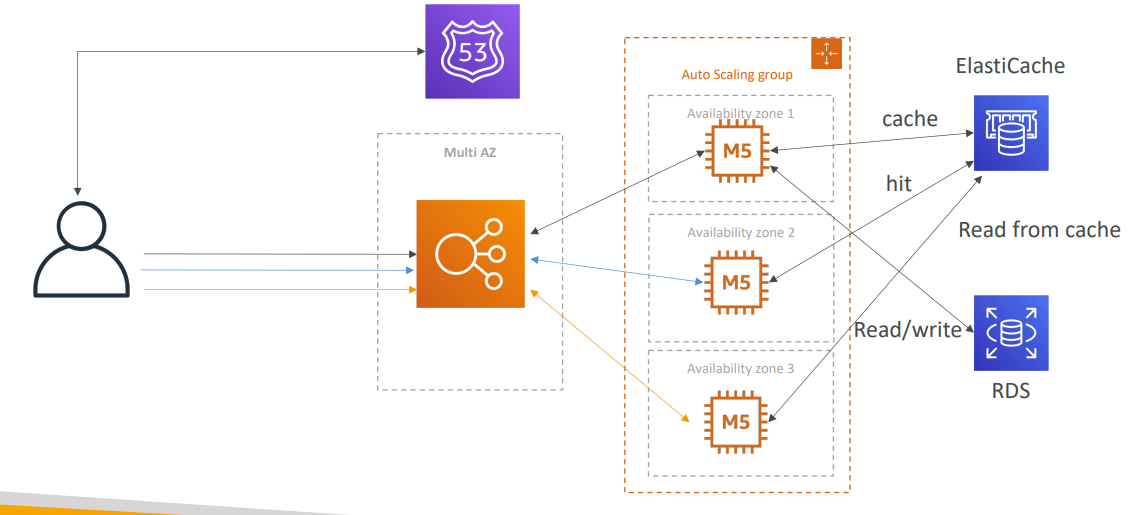 53
ElastiCache
Auto Scaling group
Availability zone 1
cache
Multi AZ
M5
hit
Availability zone 2
Read from cache
M5
Read/write
Availability zone 3
RDS
M5